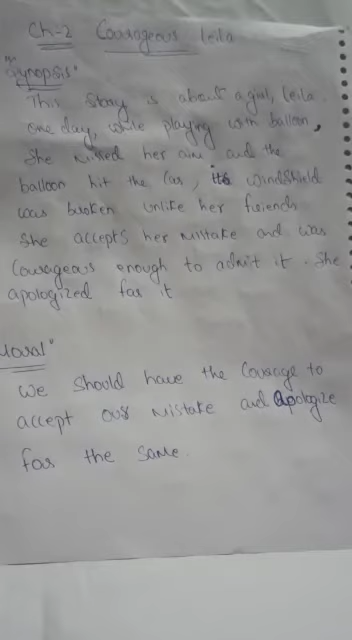 Ch-2 Courageous Leila
"Synopsis"
This Story is about a girl, Leila.
One day, while playing with balloon,
She missed her aim and the
balloon hit the Car, its windshield
was broken unlike her friends
She accepts her mistake and was
Courageous enough to admit it. She
apologized for it
Moral"
We should have the Courage to
accept our mistake and apologize
for the same.